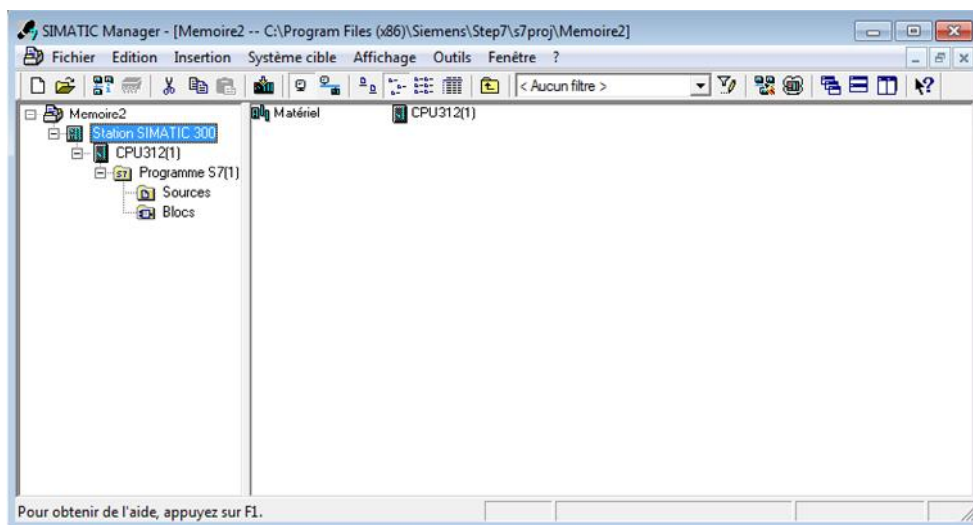 SIMATIC Manager - [Memoire2 -- C:\Program Files (x86)\Siemens\Step7\s7proj\Memoire2]
Fichier Edition Insertion Système cible Affichage Outils Fenêtre ?
< Aucun filtre >
Memoire2
Station SIMATIC 300
CPU312(1)
Programme S7(1)
Sources
Blocs
Matériel CPU312(1)
Pour obtenir de l'aide, appuyez sur F1.